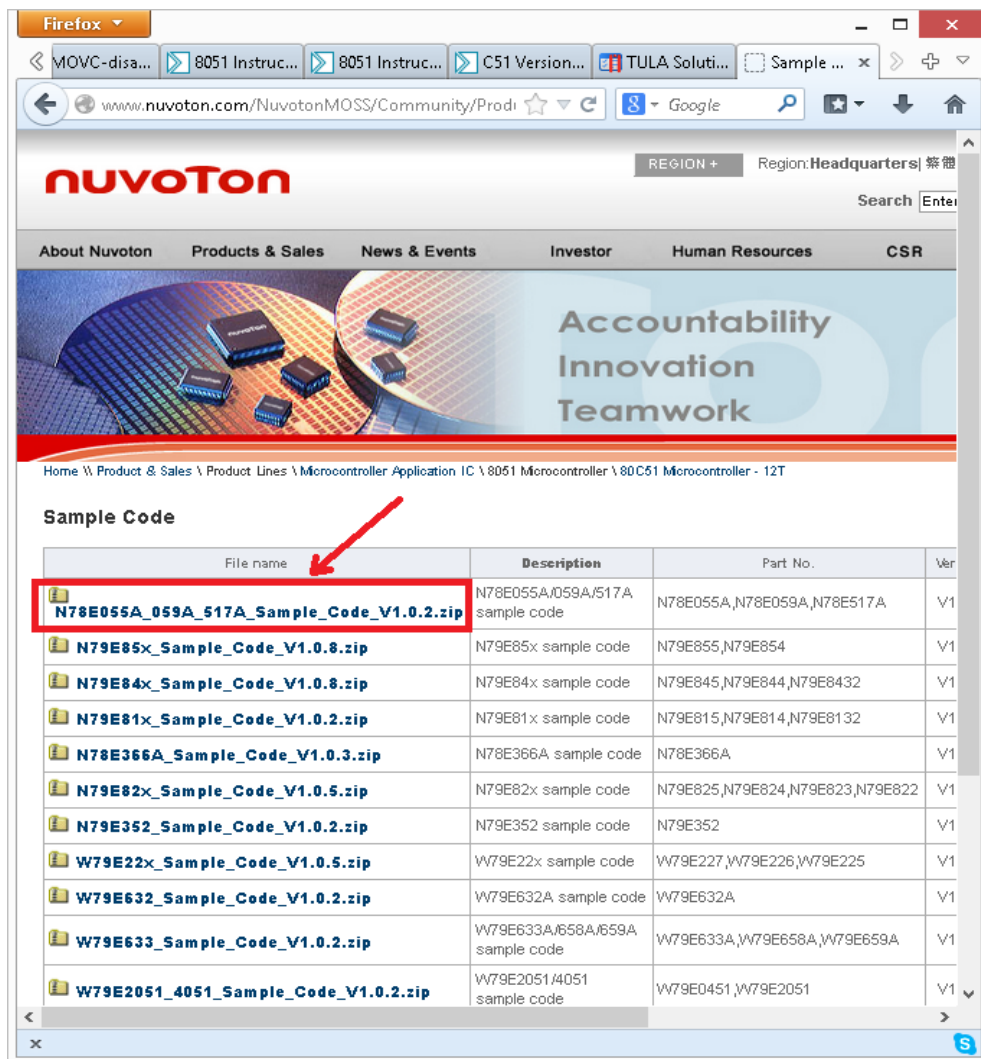 Firefox
MOVC-disa...
8051 Instruc...
8051 Instruc...
C51 Version...
TULA Soluti...
Sample ...
www.nuvoton.com/NuvotonMOSS/Community/Prod
Google
nuvoTon
REGION +
Region:Headquarters| 繁體
Search Enter
About Nuvoton Products & Sales News & Events Investor Human Resources CSR
nuvoTon
Accountability
Innovation
Teamwork
Home \\ Product & Sales \ Product Lines \ Microcontroller Application IC \ 8051 Microcontroller \ 80C51 Microcontroller - 12T
Sample Code
File name Description Part No. Ver
N78E055A_059A_517A_Sample_Code_V1.0.2.zip N78E055A/059A/517A sample code N78E055A,N78E059A,N78E517A V1
N79E85x_Sample_Code_V1.0.8.zip N79E85x sample code N79E855,N79E854 V1
N79E84x_Sample_Code_V1.0.8.zip N79E84x sample code N79E845,N79E844,N79E8432 V1
N79E81x_Sample_Code_V1.0.2.zip N79E81x sample code N79E815,N79E814,N79E8132 V1
N78E366A_Sample_Code_V1.0.3.zip N78E366A sample code N78E366A V1
N79E82x_Sample_Code_V1.0.5.zip N79E82x sample code N79E825,N79E824,N79E823,N79E822 V1
N79E352_Sample_Code_V1.0.2.zip N79E352 sample code N79E352 V1
W79E22x_Sample_Code_V1.0.5.zip W79E22x sample code W79E227,W79E226,W79E225 V1
W79E632_Sample_Code_V1.0.2.zip W79E632A sample code W79E632A V1
W79E633_Sample_Code_V1.0.2.zip W79E633A/658A/659A sample code W79E633A,W79E658A,W79E659A V1
W79E2051_4051_Sample_Code_V1.0.2.zip W79E2051/4051 sample code W79E0451,W79E2051 V1